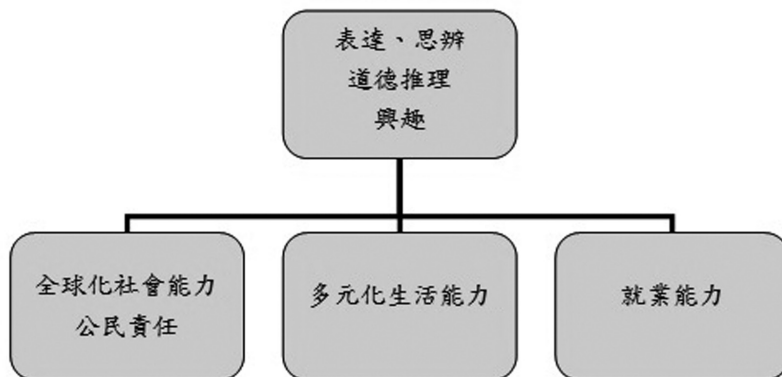 表達、思辨
道德推理
興趣
全球化社會能力
公民責任
多元化生活能力
就業能力